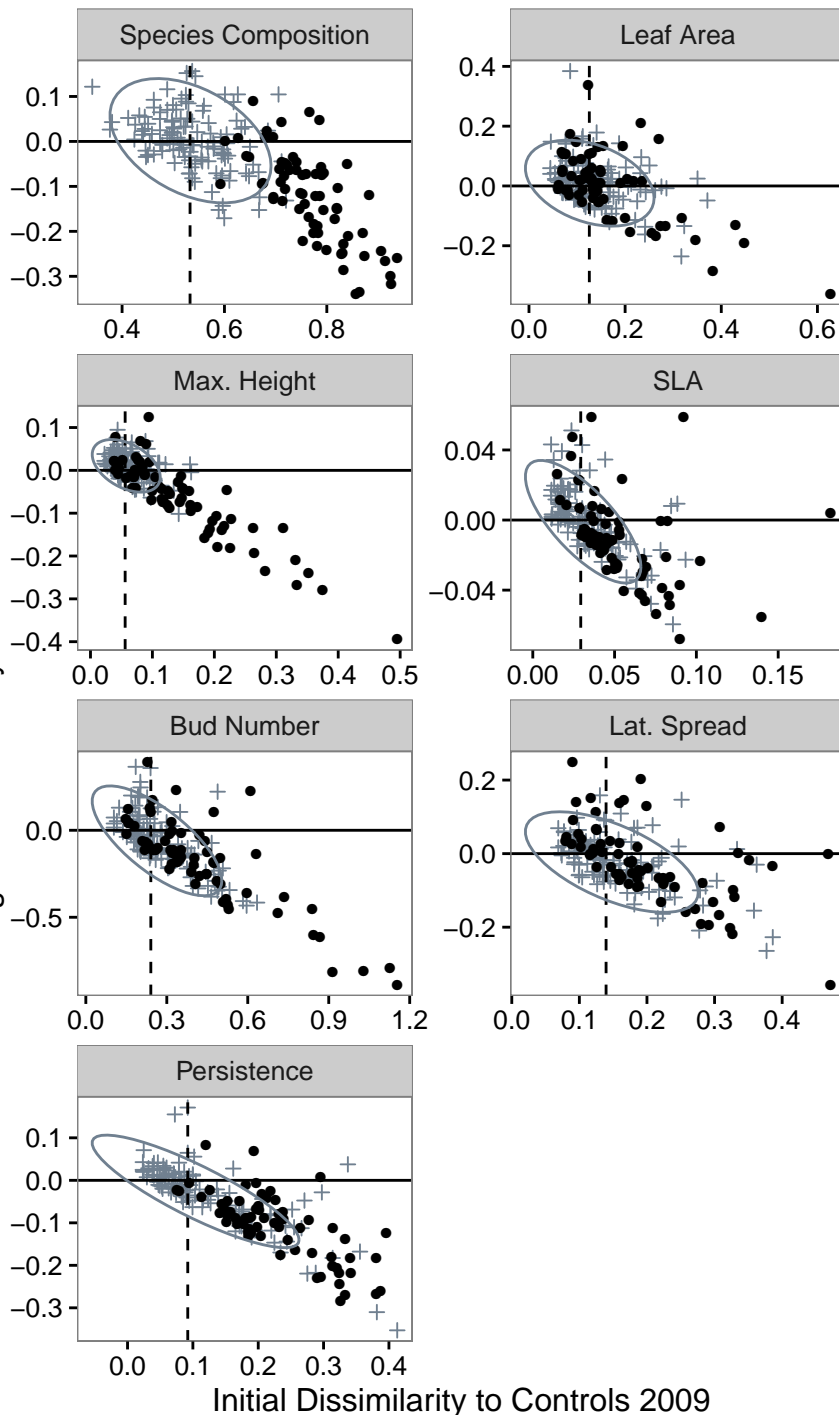 Species Composition
0.1
0.0
−0.1
−0.2
−0.3
0.4 0.6 0.8
Leaf Area
0.4
0.2
0.0
−0.2
0.0 0.2 0.4 0.6
Max. Height
0.1
0.0
−0.1
−0.2
−0.3
−0.4
0.0 0.1 0.2 0.3 0.4 0.5
SLA
0.04
0.00
−0.04
0.00 0.05 0.10 0.15
Bud Number
0.0
−0.5
0.0 0.3 0.6 0.9 1.2
Lat. Spread
0.2
0.0
−0.2
0.0 0.1 0.2 0.3 0.4
Persistence
0.1
0.0
−0.1
−0.2
−0.3
0.0 0.1 0.2 0.3 0.4
Initial Dissimilarity to Controls 2009